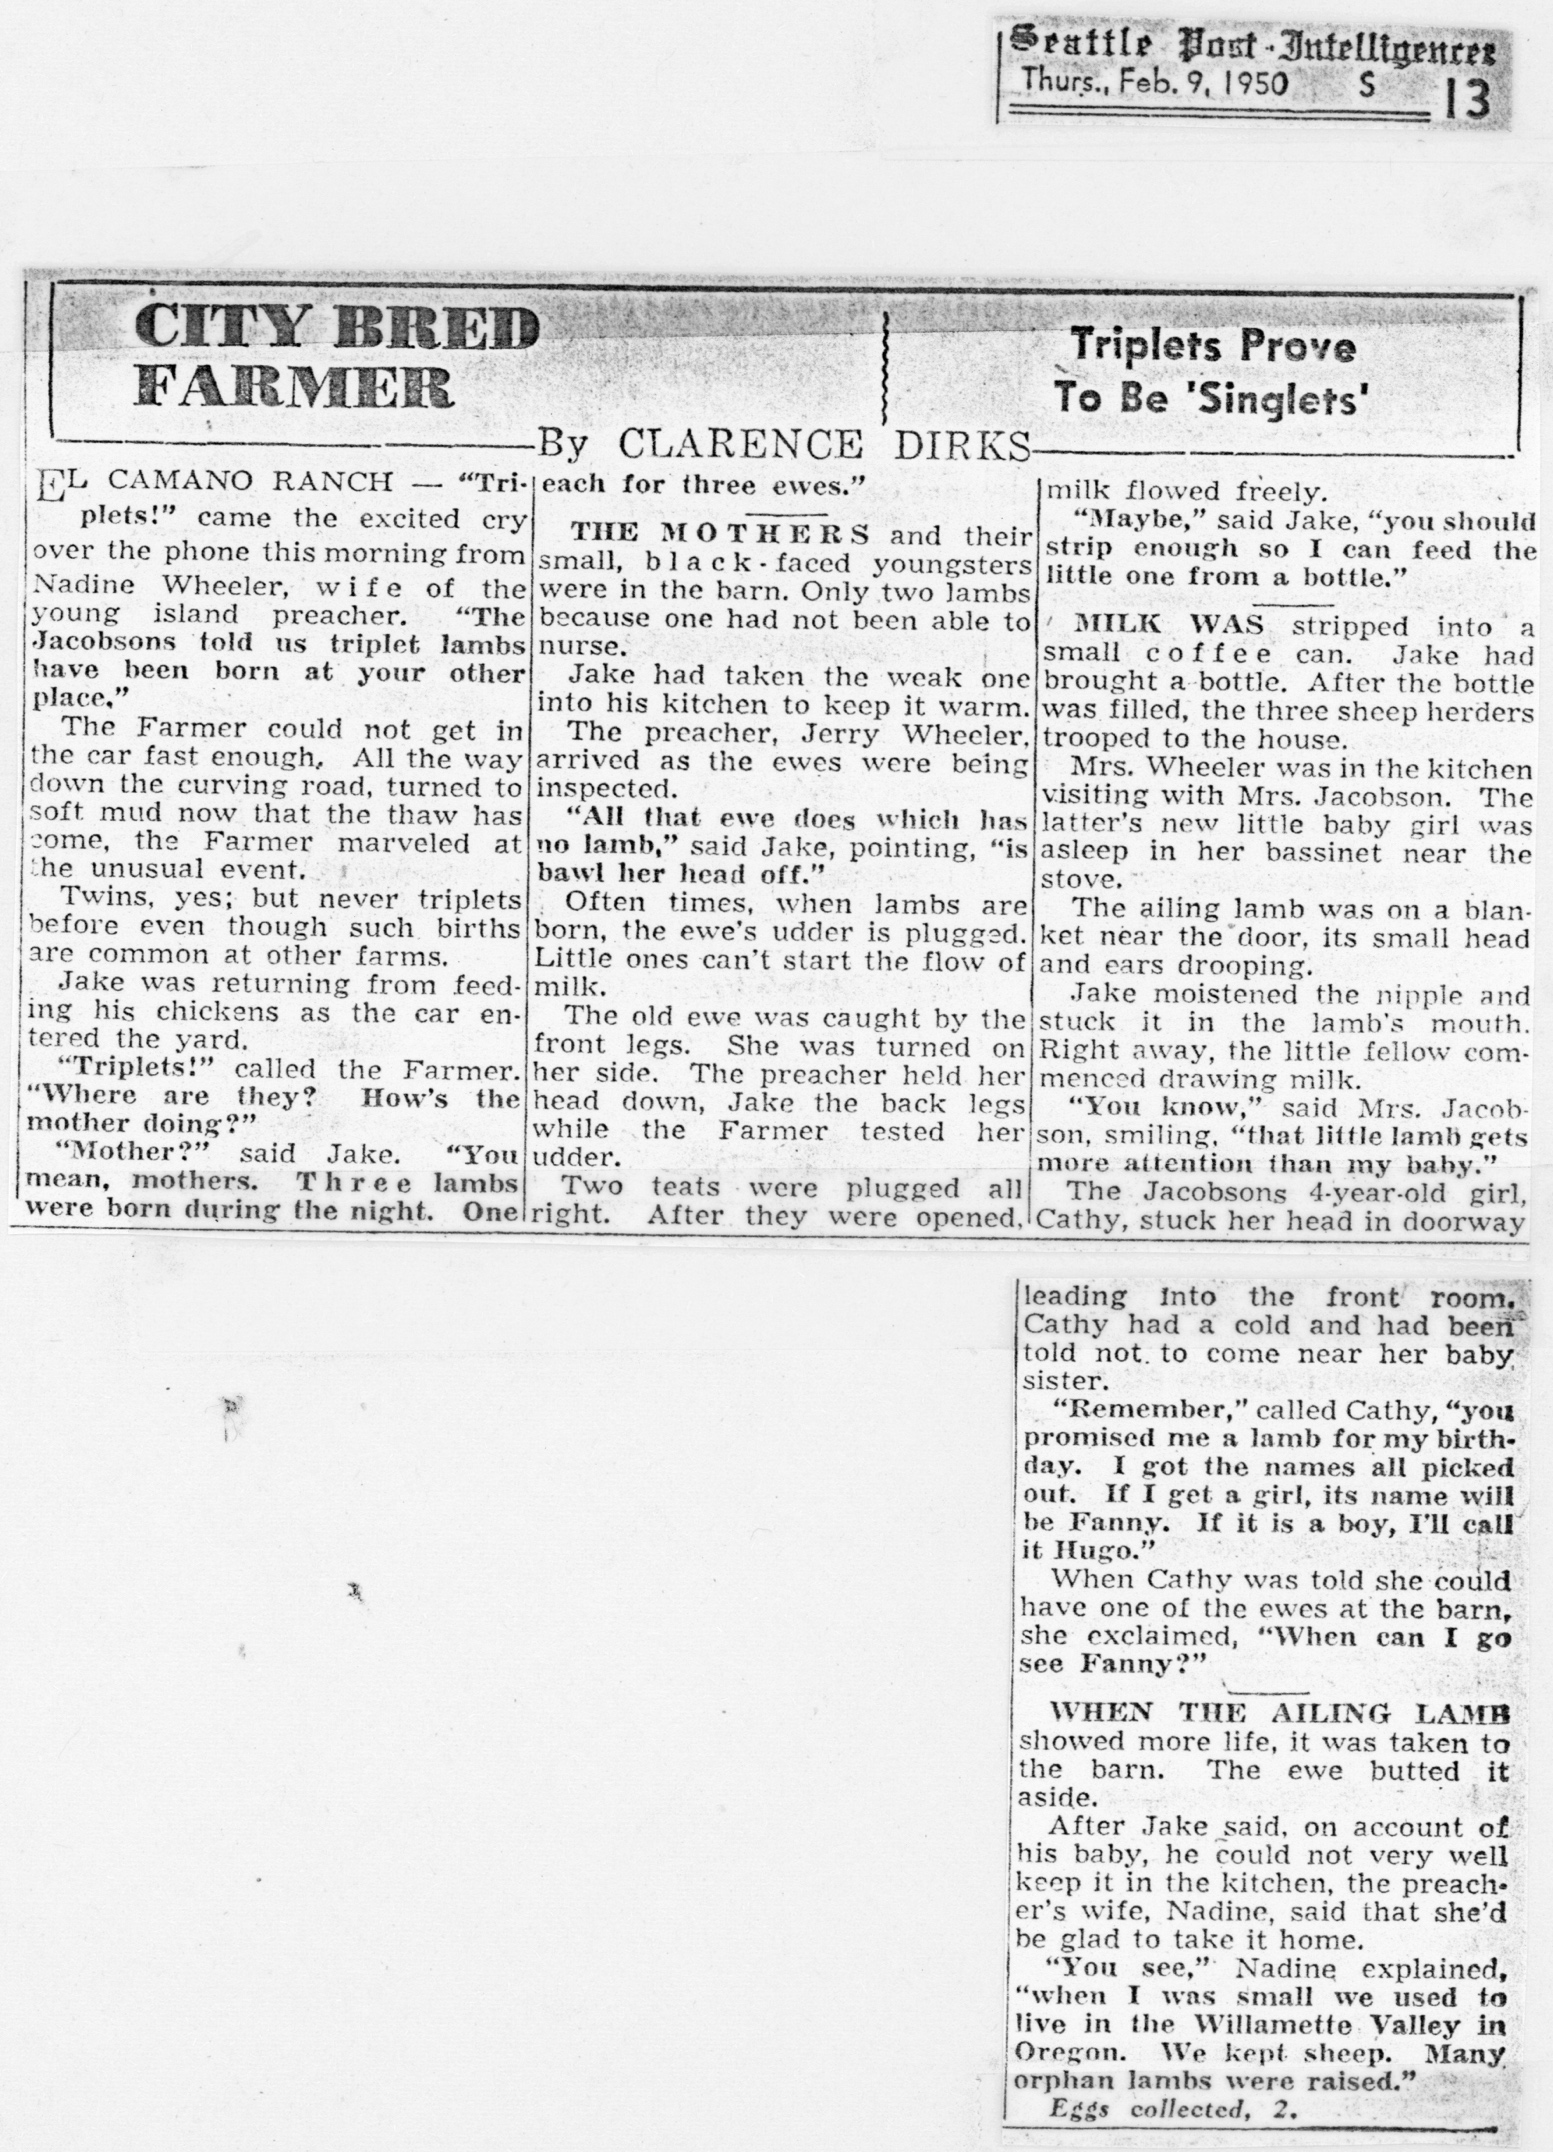 Seattle Post-Intelligencer
Thurs., Feb. 9, 1950 S 13
CITY BRED
FARMER
Triplets Prove
To Be 'Singlets'
By CLARENCE DIRKS
EL CAMANO RANCH — "Tri-
plets!" came the excited cry
over the phone this morning from
Nadine Wheeler, wife of the
young island preacher. "The
Jacobsons told us triplet lambs
have been born at your other
place."
The Farmer could not get in
the car fast enough. All the way
down the curving road, turned to
soft mud now that the thaw has
come, the Farmer marveled at
the unusual event.
Twins, yes; but never triplets
before even though such births
are common at other farms.
Jake was returning from feed-
ing his chickens as the car en-
tered the yard.
"Triplets!" called the Farmer.
"Where are they? How's the
mother doing?"
"Mother?" said Jake. "You
mean, mothers. Three lambs
were born during the night. One
each for three ewes."
THE MOTHERS and their
small, black-faced youngsters
were in the barn. Only two lambs
because one had not been able to
nurse.
Jake had taken the weak one
into his kitchen to keep it warm.
The preacher, Jerry Wheeler,
arrived as the ewes were being
inspected.
"All that ewe does which has
no lamb," said Jake, pointing, "is
bawl her head off."
Often times, when lambs are
born, the ewe's udder is plugged.
Little ones can't start the flow of
milk.
The old ewe was caught by the
front legs. She was turned on
her side. The preacher held her
head down, Jake the back legs
while the Farmer tested her
udder.
Two teats were plugged all
right. After they were opened,
milk flowed freely.
"Maybe," said Jake, "you should
strip enough so I can feed the
little one from a bottle."
MILK WAS stripped into a
small coffee can. Jake had
brought a bottle. After the bottle
was filled, the three sheep herders
trooped to the house.
Mrs. Wheeler was in the kitchen
visiting with Mrs. Jacobson. The
latter's new little baby girl was
asleep in her bassinet near the
stove.
The ailing lamb was on a blan-
ket near the door, its small head
and ears drooping.
Jake moistened the nipple and
stuck it in the lamb's mouth.
Right away, the little fellow com-
menced drawing milk.
"You know," said Mrs. Jacob-
son, smiling, "that little lamb gets
more attention than my baby."
The Jacobsons 4-year-old girl,
Cathy, stuck her head in doorway
leading into the front room.
Cathy had a cold and had been
told not to come near her baby
sister.
"Remember," called Cathy, "you
promised me a lamb for my birth-
day. I got the names all picked
out. If I get a girl, its name will
be Fanny. If it is a boy, I'll call
it Hugo."
When Cathy was told she could
have one of the ewes at the barn,
she exclaimed, "When can I go
see Fanny?"
WHEN THE AILING LAMB
showed more life, it was taken to
the barn. The ewe butted it
aside.
After Jake said, on account of
his baby, he could not very well
keep it in the kitchen, the preach-
er's wife, Nadine, said that she'd
be glad to take it home.
"You see," Nadine explained,
"when I was small we used to
live in the Willamette Valley in
Oregon. We kept sheep. Many
orphan lambs were raised."
Eggs collected, 2.